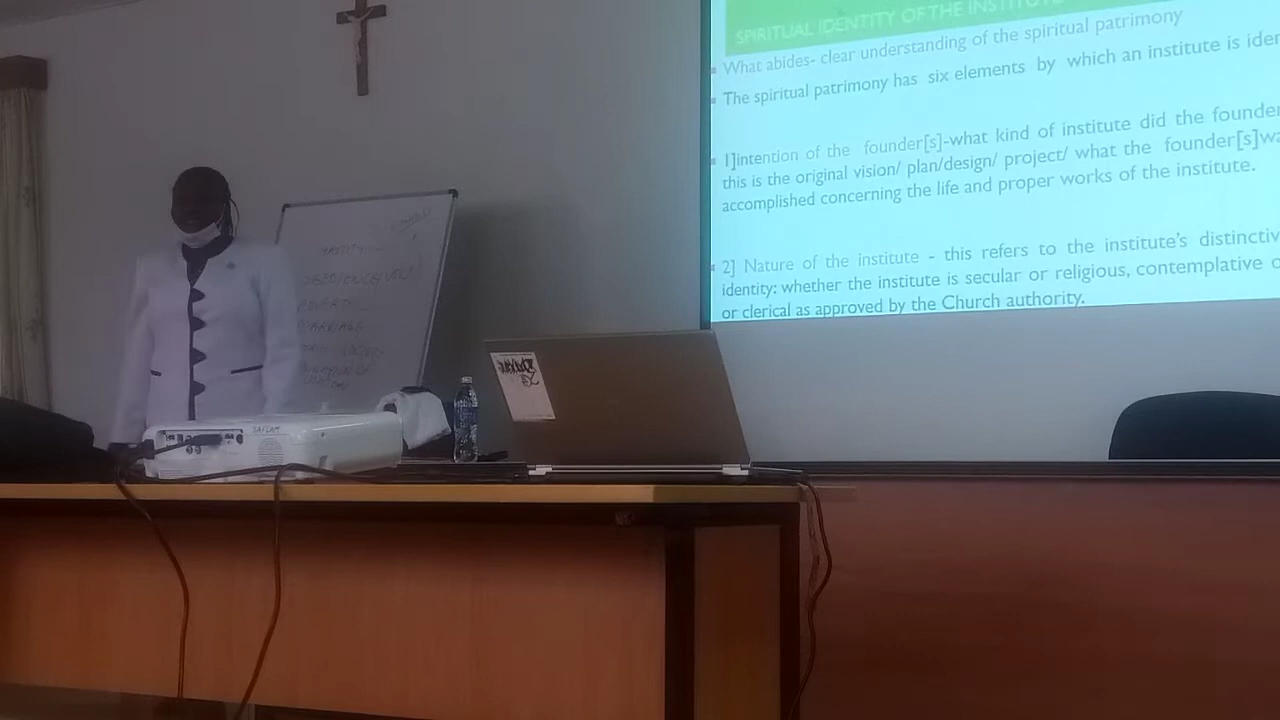 SPIRITUAL IDENTITY OF THE INSTITUTE
What abides- clear understanding of the spiritual patrimony
The spiritual patrimony has six elements by which an institute is iden
1]intention of the founder[s]-what kind of institute did the founder
this is the original vision/ plan/design/ project/ what the founder[s]wa
accomplished concerning the life and proper works of the institute.
2] Nature of the institute - this refers to the institute's distinctiv
identity: whether the institute is secular or religious, contemplative o
or clerical as approved by the Church authority.
OBEDIENCE
MARRIAGE
SAFLAM